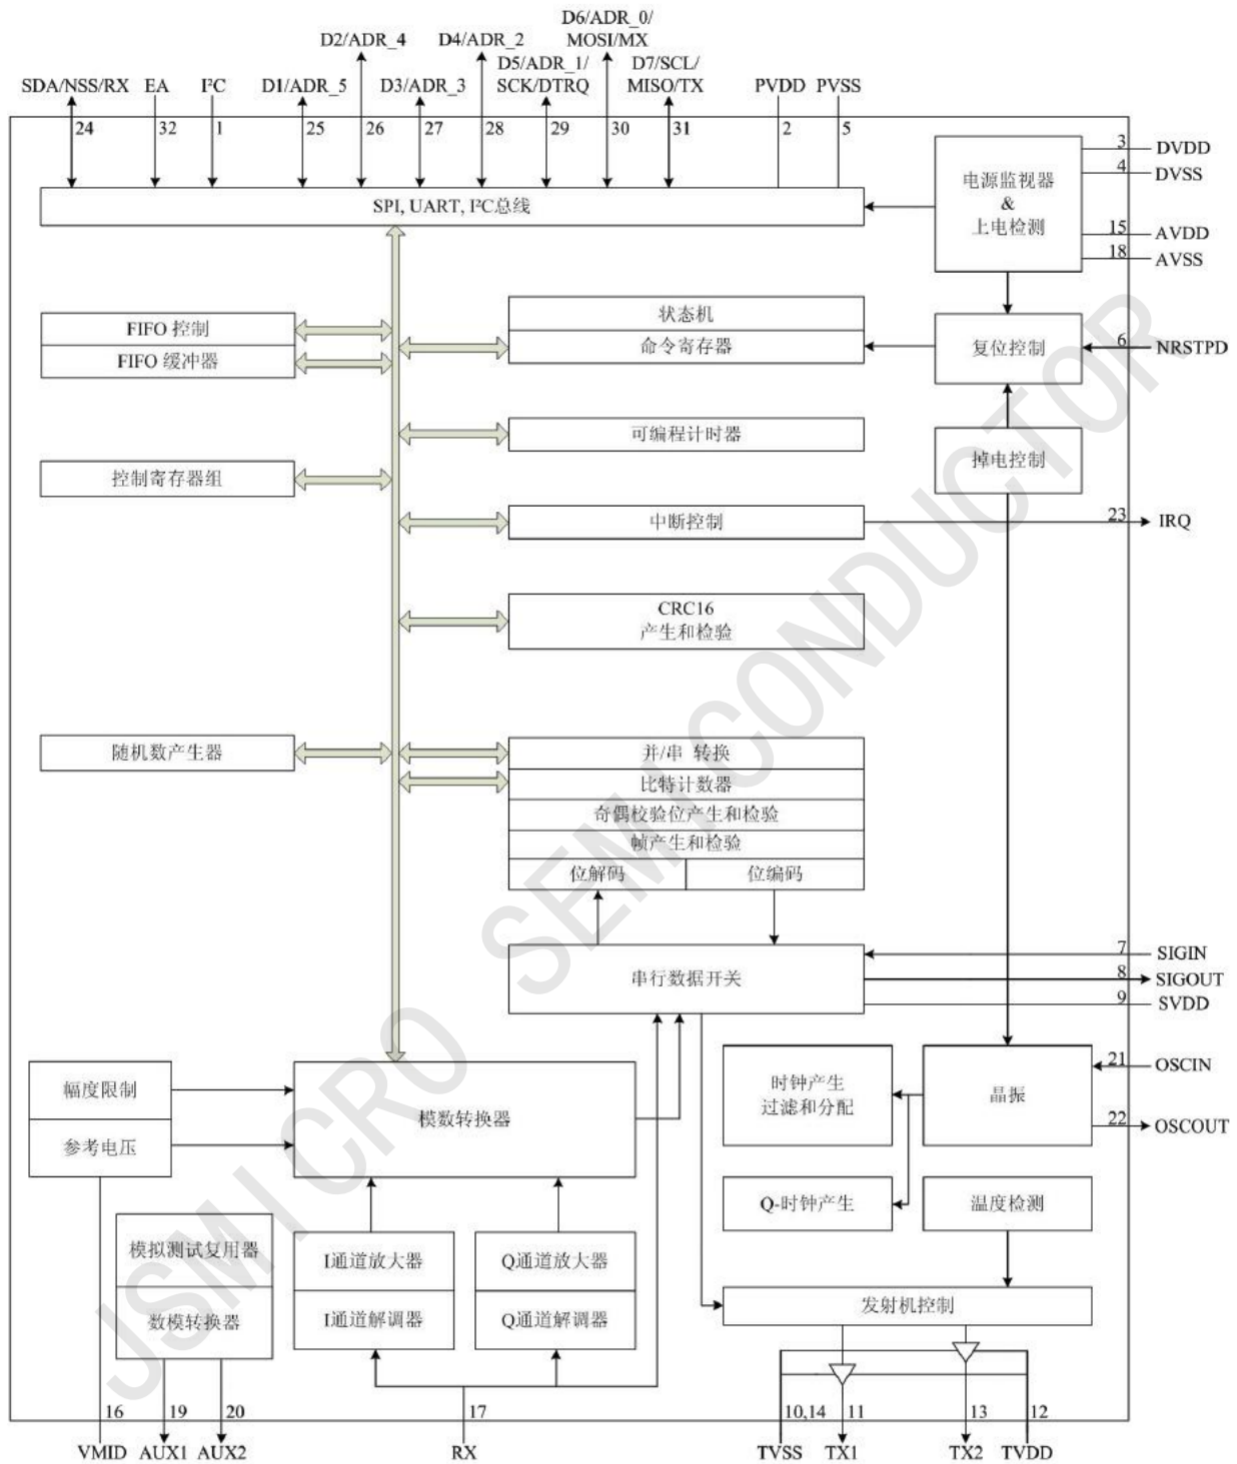 D6/ADR_0/
MOSI/MX
D2/ADR_4
D4/ADR_2
D5/ADR_1/
SCK/DTRQ
D7/SCL/
MISO/TX
SDA/NSS/RX
EA
I²C
D1/ADR_5
D3/ADR_3
PVDD
PVSS
24
32
1
25
26
27
28
29
30
31
2
5
SPI, UART, I²C总线
电源监视器
&
上电检测
3
DVDD
4
DVSS
15
AVDD
18
AVSS
FIFO 控制
FIFO 缓冲器
状态机
命令寄存器
复位控制
6
NRSTPD
可编程计时器
掉电控制
控制寄存器组
中断控制
23
IRQ
CRC16
产生和检验
随机数产生器
并/串 转换
比特计数器
奇偶校验位产生和检验
帧产生和检验
位解码
位编码
串行数据开关
7
SIGIN
8
SIGOUT
9
SVDD
幅度限制
参考电压
模数转换器
时钟产生
过滤和分配
晶振
21
OSCIN
22
OSCOUT
Q-时钟产生
温度检测
模拟测试复用器
数模转换器
I通道放大器
I通道解调器
Q通道放大器
Q通道解调器
发射机控制
16
19
20
17
10,14
11
13
12
VMID
AUX1
AUX2
RX
TVSS
TX1
TX2
TVDD
JSMICRO SEMICONDUCTOR